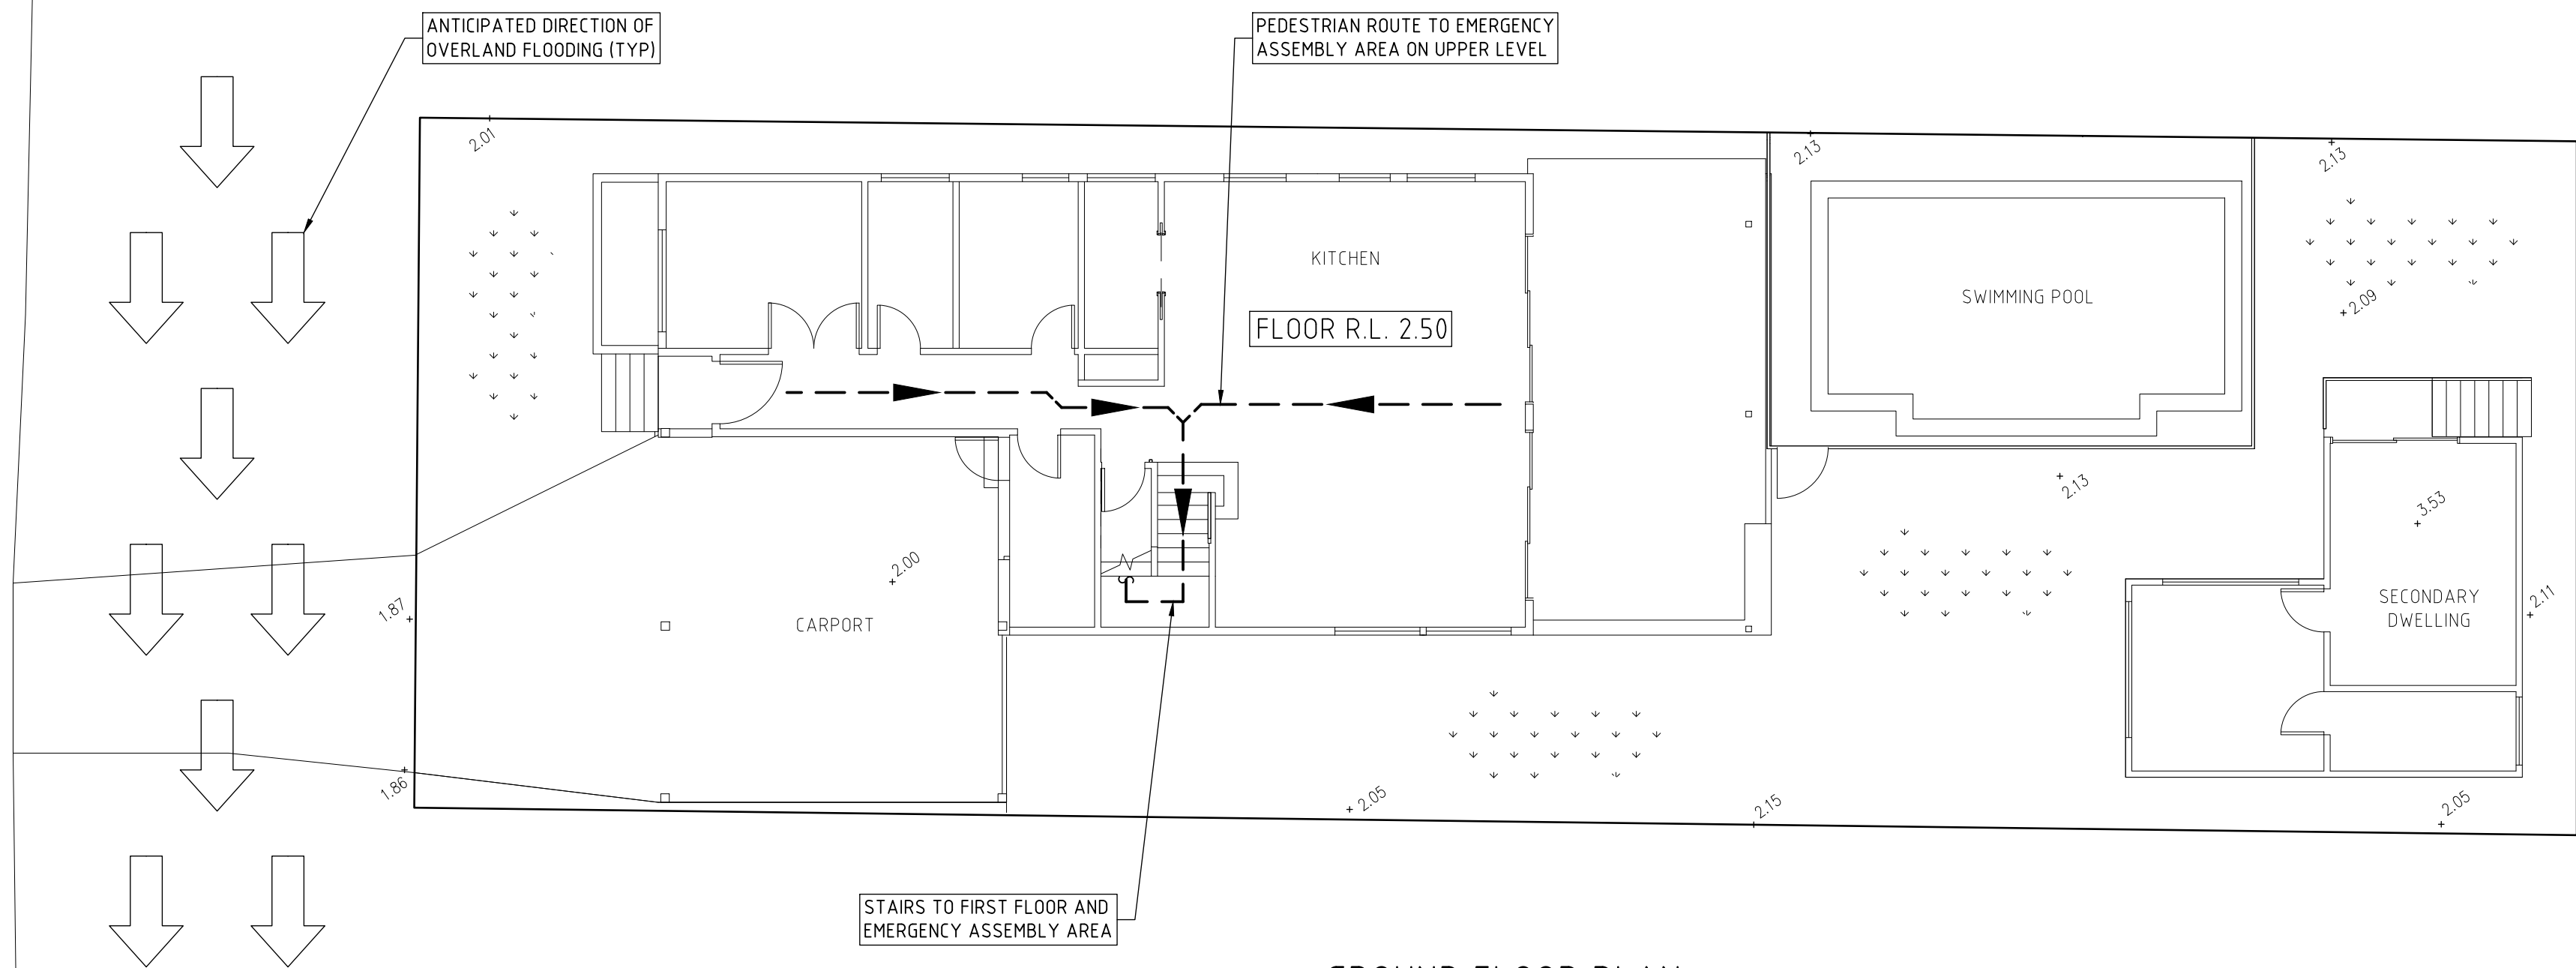 ANTICIPATED DIRECTION OF
OVERLAND FLOODING (TYP)
PEDESTRIAN ROUTE TO EMERGENCY
ASSEMBLY AREA ON UPPER LEVEL
2.01
2.13
2.13
KITCHEN
SWIMMING POOL
2.09
FLOOR R.L. 2.50
2.13
3.53
2.00
S
1.87
CARPORT
SECONDARY
DWELLING
2.11
1.86
2.05
2.15
2.05
STAIRS TO FIRST FLOOR AND
EMERGENCY ASSEMBLY AREA
GROUND FLOOR PLAN